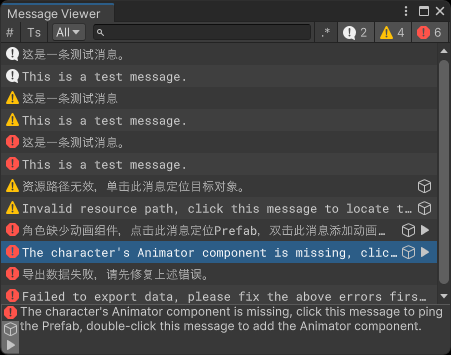 Message Viewer
# Ts All .* 2 4 6
这是一条测试消息。
This is a test message.
这是一条测试消息
This is a test message.
这是一条测试消息。
This is a test message.
资源路径无效，单击此消息定位目标对象。
Invalid resource path, click this message to locate t…
角色缺少动画组件，点击此消息定位Prefab，双击此消息添加动画…
The character's Animator component is missing, clic…
导出数据失败，请先修复上述错误。
Failed to export data, please fix the above errors firs…
The character's Animator component is missing, click this message to ping
the Prefab, double-click this message to add the Animator component.